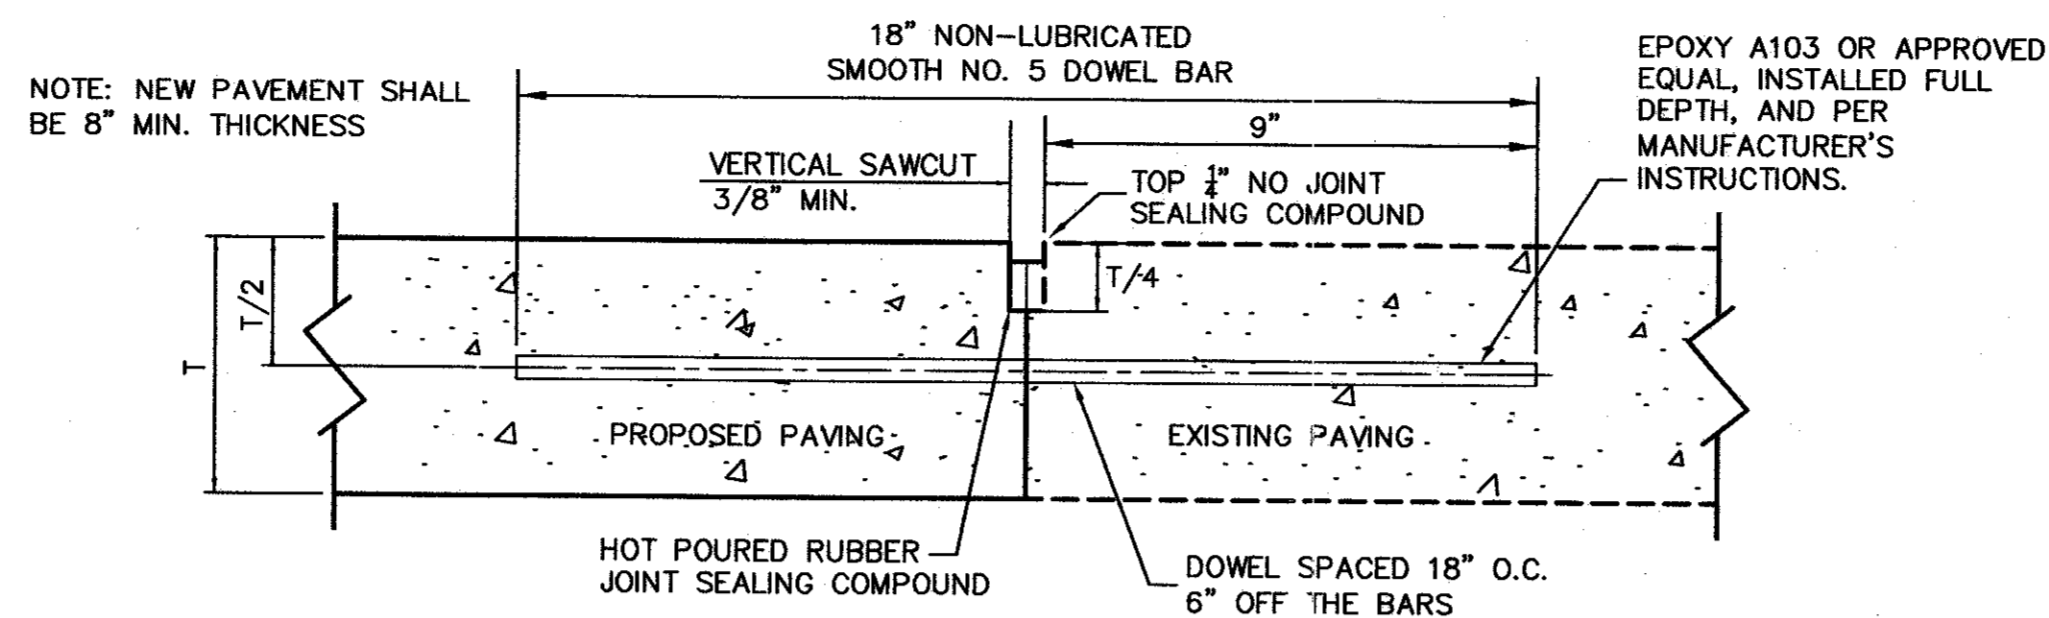 18" NON-LUBRICATED
SMOOTH NO. 5 DOWEL BAR
NOTE: NEW PAVEMENT SHALL
BE 8" MIN. THICKNESS
EPOXY A103 OR APPROVED
EQUAL, INSTALLED FULL
DEPTH, AND PER
MANUFACTURER'S
INSTRUCTIONS.
9"
VERTICAL SAWCUT
3/8" MIN.
TOP ¼" NO JOINT
SEALING COMPOUND
T/2
T
T/4
PROPOSED PAVING
EXISTING PAVING
HOT POURED RUBBER
JOINT SEALING COMPOUND
DOWEL SPACED 18" O.C.
6" OFF THE BARS